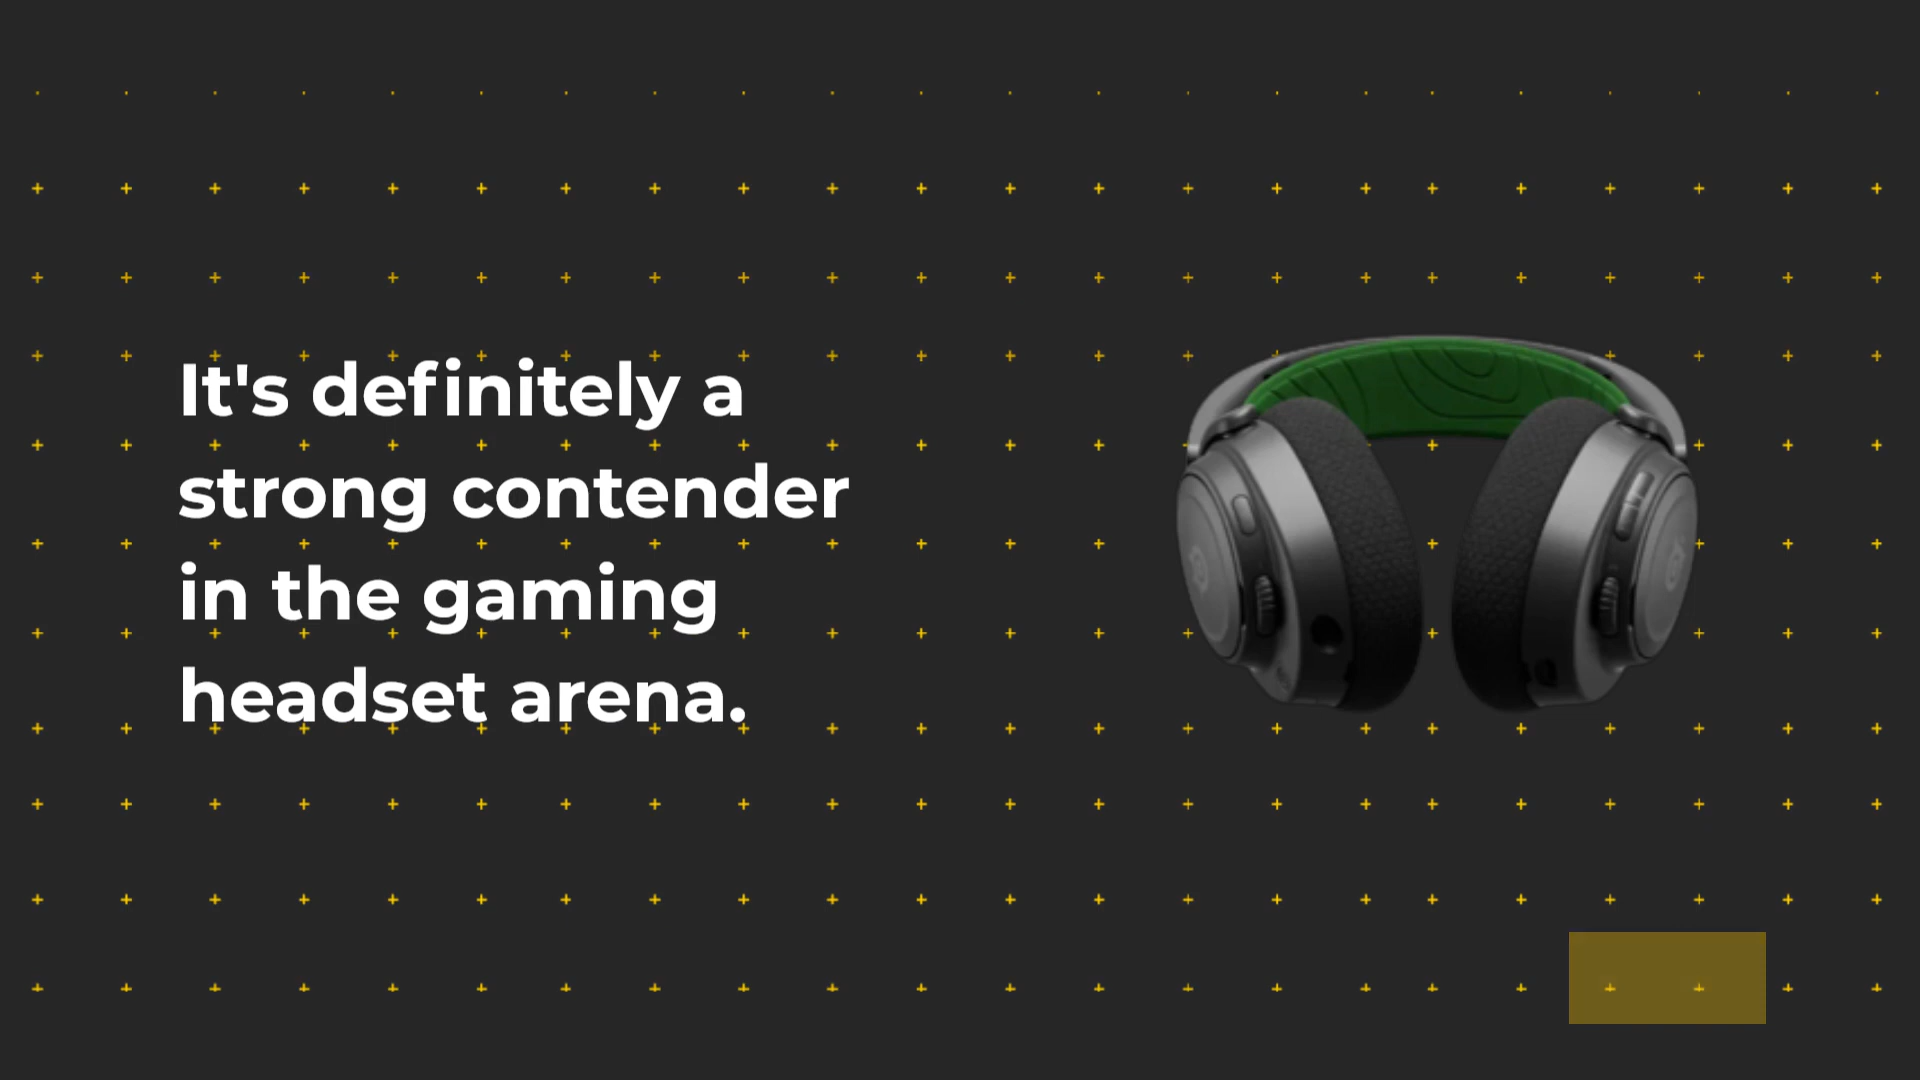 It's definitely a
strong contender
in the gaming
headset arena.